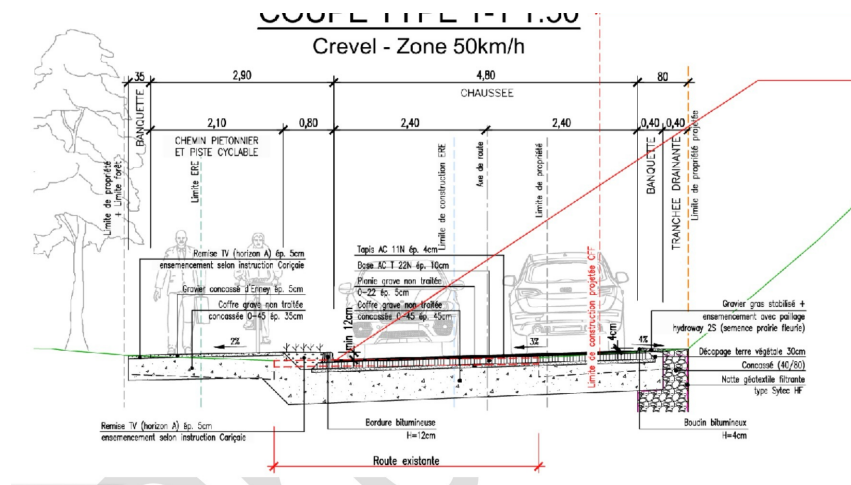 COUPE TYPE 1-1 1:50
Crevel - Zone 50km/h
35
2,90
4,80
80
CHAUSSEE
2,10
0,80
2,40
2,40
0,40
0,40
BANQUETTE
CHEMIN PIETONNIER
ET PISTE CYCLABLE
Limite de propriété
+ Limite forêt
Limite ERE
Limite de construction ERE
Axe de route
Limite de propriété
Limite de construction projetée CFF
BANQUETTE
TRANCHEE DRAINANTE
Limite de propriété projetée
Remise TV (horizon A) ép. 5cm
ensemencement selon instruction Cariçaie
Gravier concassé d'Enney ép. 5cm
Coffre grave non traitée
concassée 0-45 ép. 35cm
Tapis AC 11N ép. 4cm
Base AC T 22N ép. 10cm
Planie grave non traitée
0-22 ép. 5cm
Coffre grave non traitée
concassée 0-45 ép. 45cm
min 12cm
4cm
2%
3%
4%
Gravier gras stabilisé +
ensemencement avec paillage
hydroway 2S (semence prairie fleurie)
Décapage terre végétale 30cm
Concassé (40/80)
Natte géotextile filtrante
type Sytec HF
Remise TV (horizon A) ép. 5cm
ensemencement selon instruction Cariçaie
Bordure bitumineuse
H=12cm
Boudin bitumineux
H=4cm
Route existante